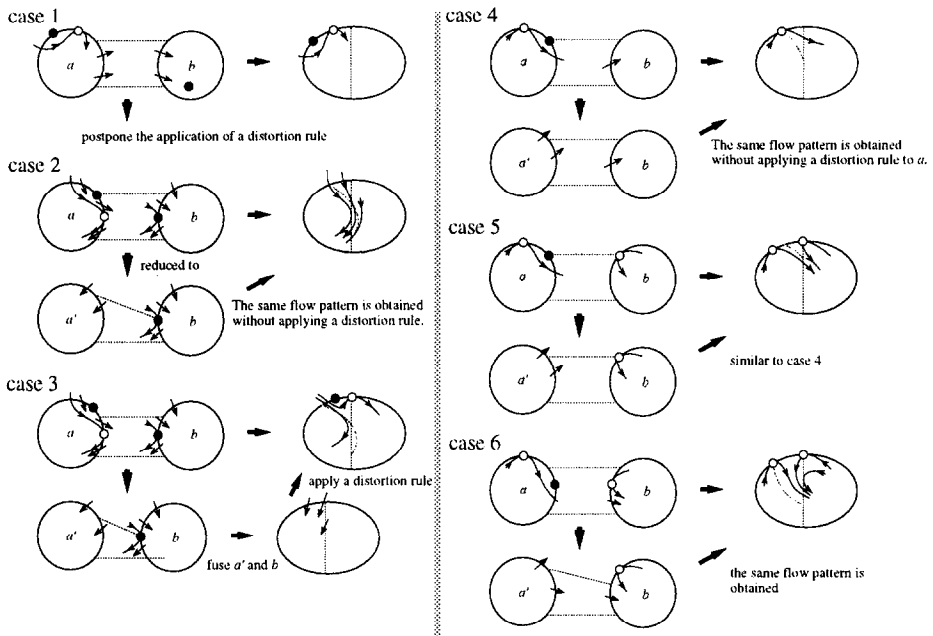 case 1
a
b
postpone the application of a distortion rule
case 2
a
b
reduced to
a'
b
The same flow pattern is obtained
without applying a distortion rule.
case 3
a
b
apply a distortion rule
a'
b
fuse a' and b
case 4
a
b
a'
b
The same flow pattern is obtained
without applying a distortion rule to a.
case 5
a
b
a'
b
similar to case 4
case 6
a
b
a'
b
the same flow pattern is
obtained